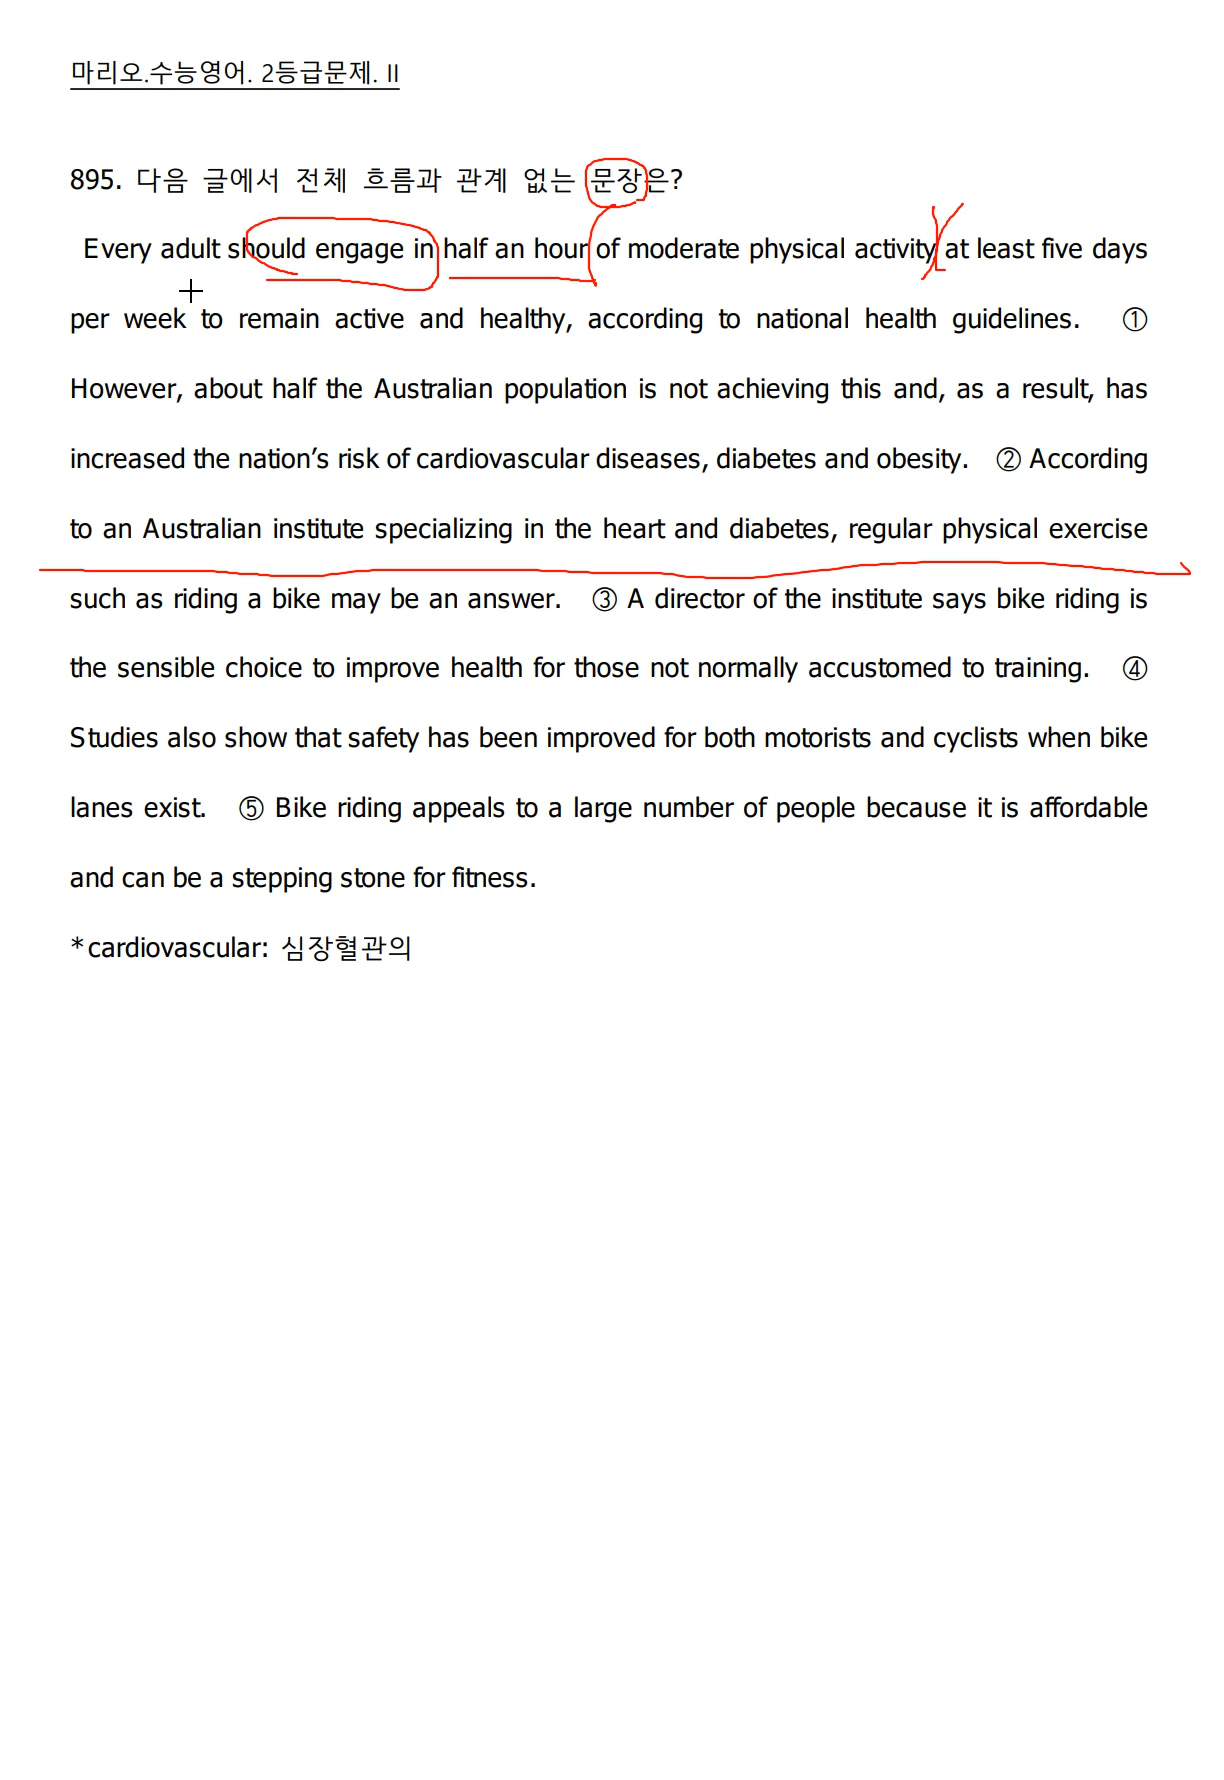 마리오.수능영어. 2등급문제. II
895. 다음 글에서 전체 흐름과 관계 없는 문장은?
Every adult should engage in half an hour of moderate physical activity at least five days
per week to remain active and healthy, according to national health guidelines. ①
However, about half the Australian population is not achieving this and, as a result, has
increased the nation’s risk of cardiovascular diseases, diabetes and obesity. ② According
to an Australian institute specializing in the heart and diabetes, regular physical exercise
such as riding a bike may be an answer. ③ A director of the institute says bike riding is
the sensible choice to improve health for those not normally accustomed to training. ④
Studies also show that safety has been improved for both motorists and cyclists when bike
lanes exist. ⑤ Bike riding appeals to a large number of people because it is affordable
and can be a stepping stone for fitness.
*cardiovascular: 심장혈관의